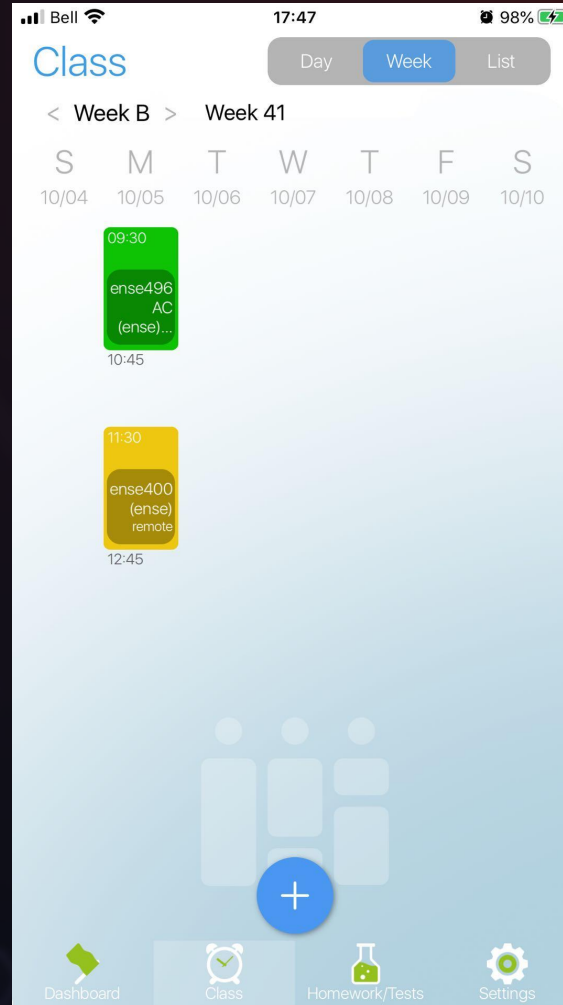 Bell 17:47 98%
Class Day Week List
< Week B > Week 41
S M T W T F S
10/04 10/05 10/06 10/07 10/08 10/09 10/10
09:30
ense496
AC
(ense)...
10:45
11:30
ense400
(ense)
remote
12:45
+
Dashboard Class Homework/Tests Settings